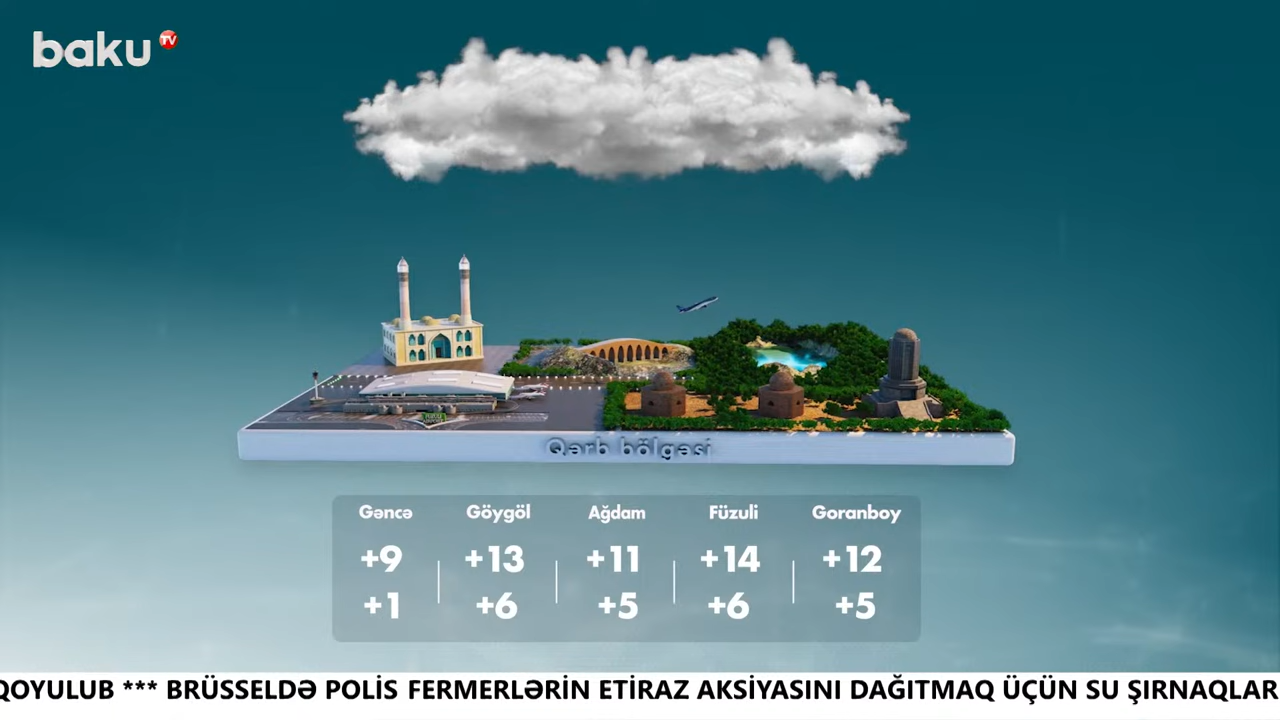 baku TV
Qərb bölgəsi
Gəncə Göygöl Ağdam Füzuli Goranboy
+9 +13 +11 +14 +12
+1 +6 +5 +6 +5
QOYULUB *** BRÜSSELDƏ POLİS FERMERLƏRİN ETİRAZ AKSİYASINI DAĞITMAQ ÜÇÜN SU ŞIRNAQLAR